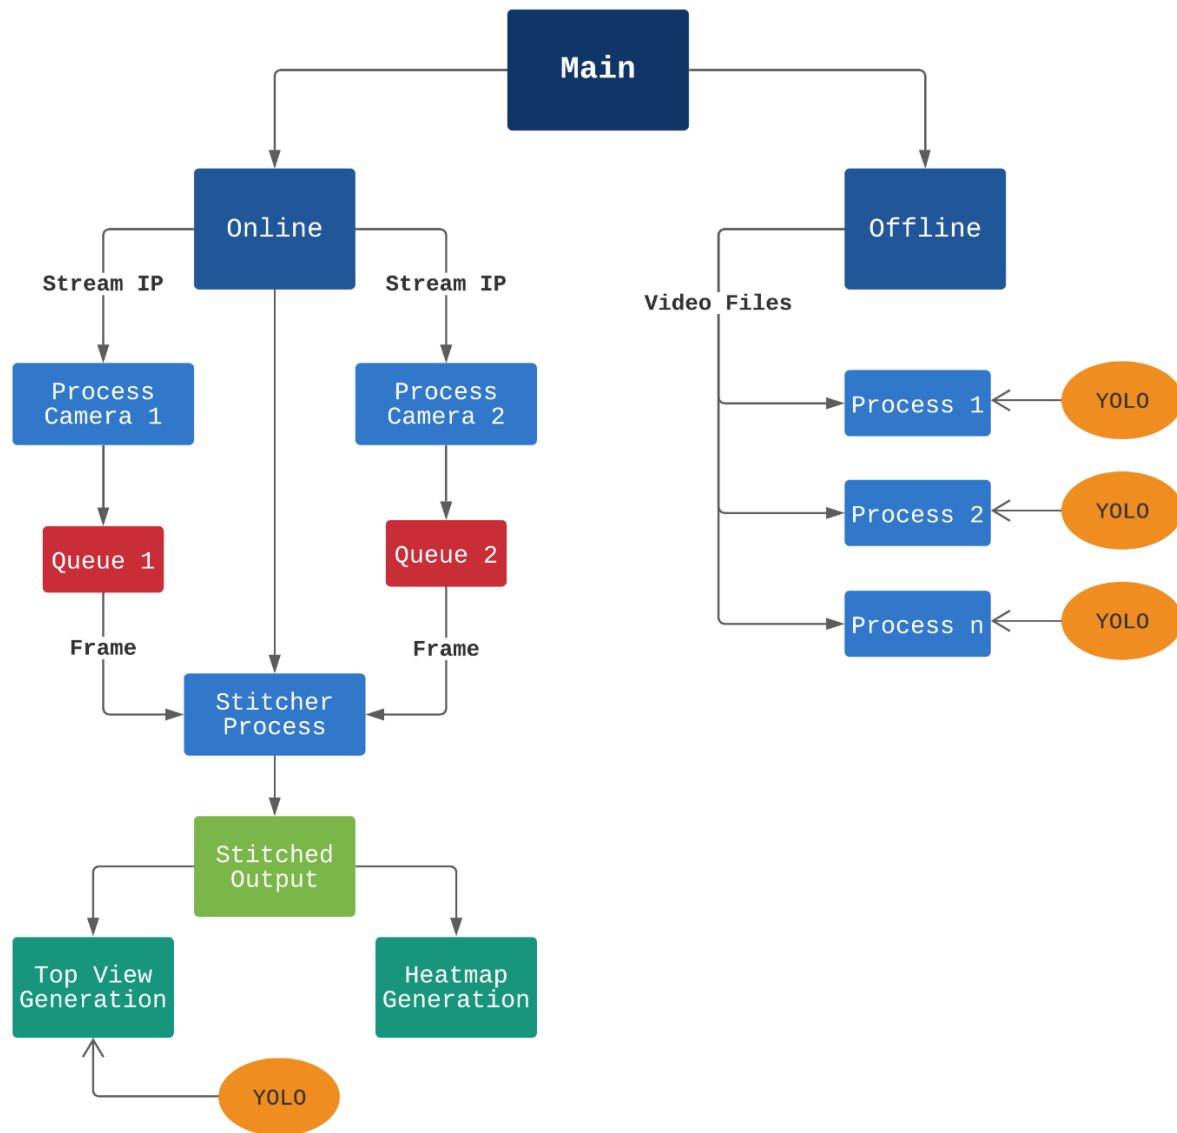 Main
Online
Offline
Stream IP
Stream IP
Video Files
Process
Camera 1
Process
Camera 2
Process 1
YOLO
Process 2
YOLO
Queue 1
Queue 2
Process n
YOLO
Frame
Frame
Stitcher
Process
Stitched
Output
Top View
Generation
Heatmap
Generation
YOLO